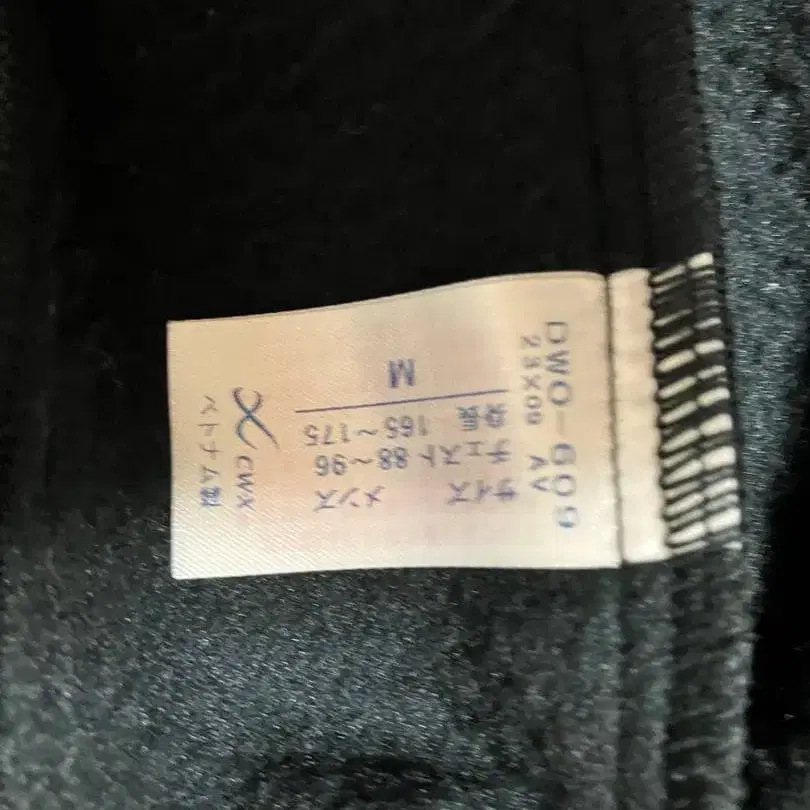 DWO-609
23X09 AV
サイズ メンズ
チェスト 88~96
身長 165~175
M
CWX
ベトナム製